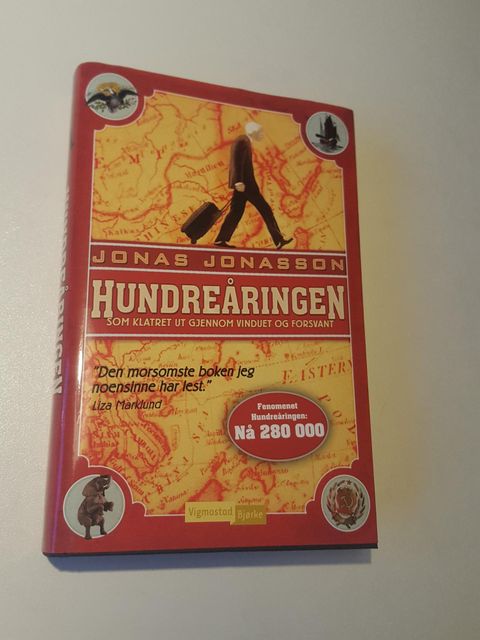 JONAS JONASSON
HUNDREÅRINGEN
SOM KLATRET UT GJENNOM VINDUET OG FORSVANT
"Den morsomste boken jeg
noensinne har lest."
Liza Marklund
EASTERN
Fenomenet
Hundreåringen:
Nå 280 000
Vigmostad Bjørke
HUNDREÅRINGEN